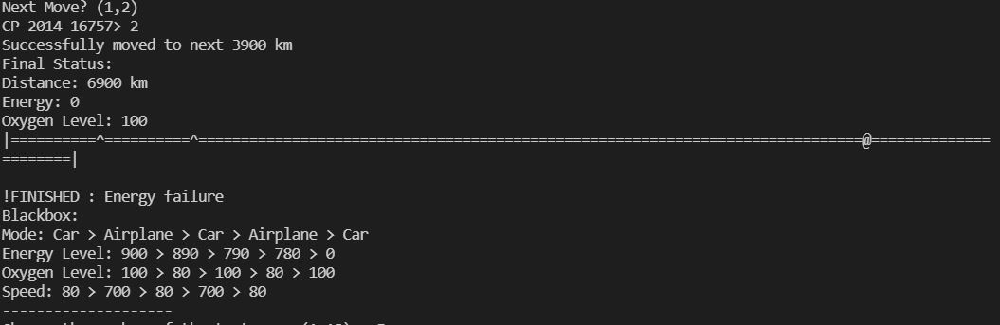 Next Move? (1,2)
CP-2014-16757> 2
Successfully moved to next 3900 km
Final Status:
Distance: 6900 km
Energy: 0
Oxygen Level: 100
|==========^==========^==============================================================================@==============
========|
!FINISHED : Energy failure
Blackbox:
Mode: Car > Airplane > Car > Airplane > Car
Energy Level: 900 > 890 > 790 > 780 > 0
Oxygen Level: 100 > 80 > 100 > 80 > 100
Speed: 80 > 700 > 80 > 700 > 80
--------------------